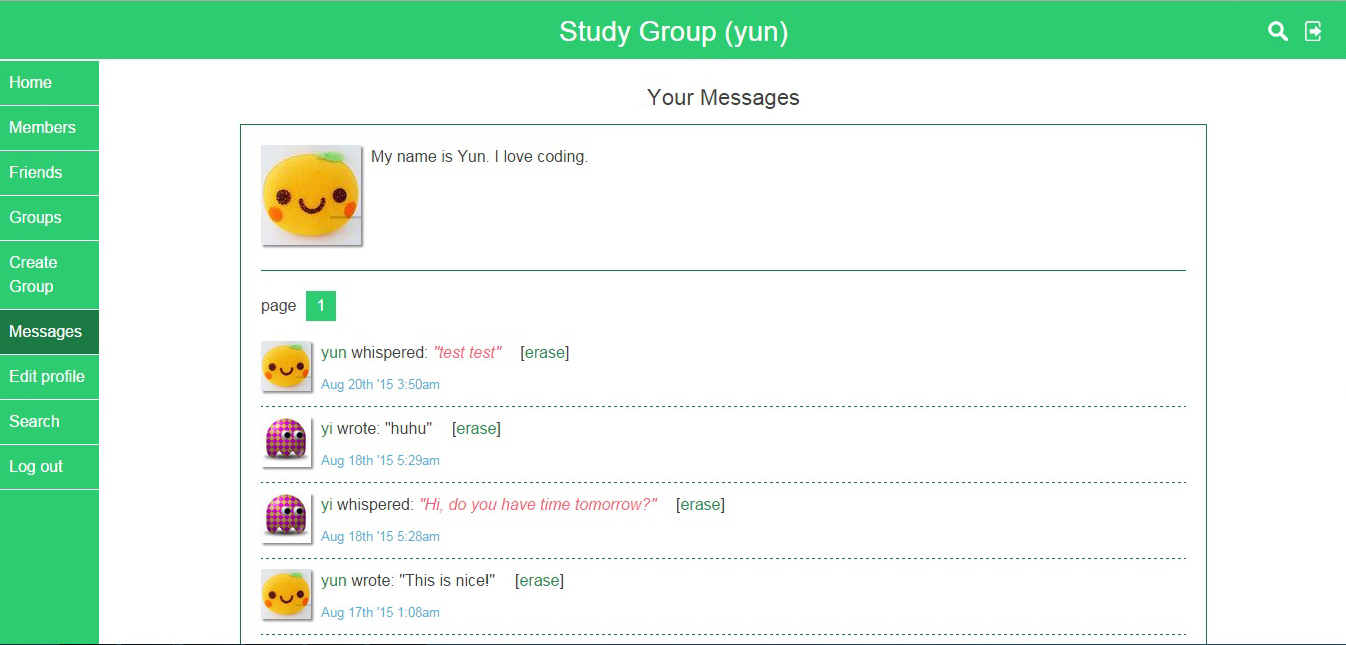 Study Group (yun)
Home
Members
Friends
Groups
Create
Group
Messages
Edit profile
Search
Log out
Your Messages
My name is Yun. I love coding.
page 1
yun whispered: "test test" [erase]
Aug 20th '15 3:50am
yi wrote: "huhu" [erase]
Aug 18th '15 5:29am
yi whispered: "Hi, do you have time tomorrow?" [erase]
Aug 18th '15 5:28am
yun wrote: "This is nice!" [erase]
Aug 17th '15 1:08am